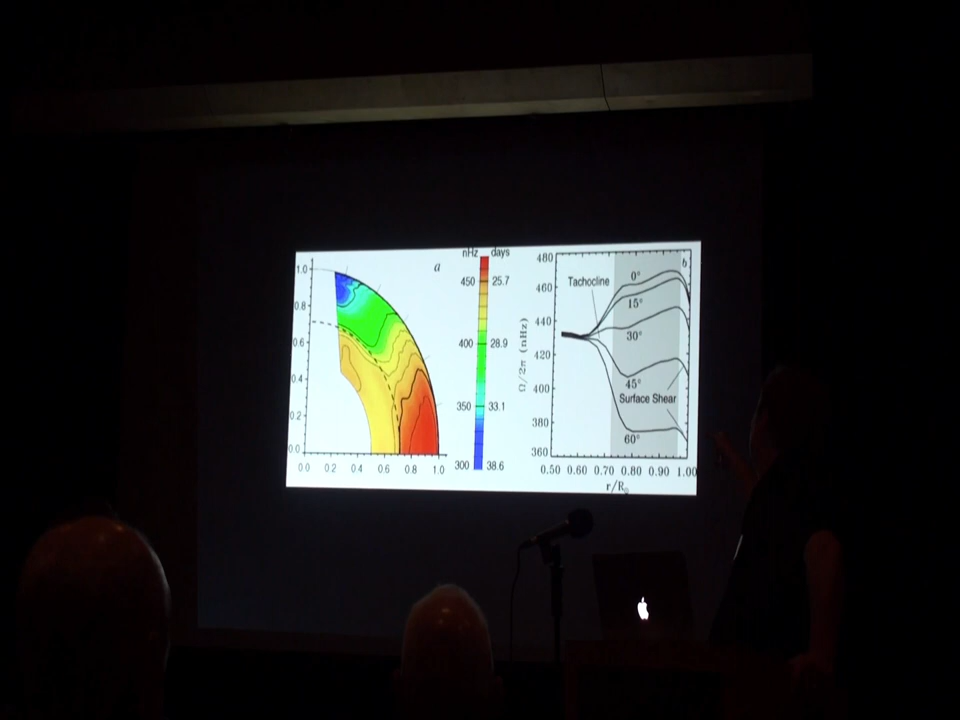 a
nHz days
450 25.7
400 28.9
350 33.1
300 38.6
1.0
0.8
0.6
0.4
0.2
0.0
0.0 0.2 0.4 0.6 0.8 1.0
b
480
460
440
420
400
380
360
Ω/2π (nHz)
Tachocline
0°
15°
30°
45°
Surface Shear
60°
0.50 0.60 0.70 0.80 0.90 1.00
r/R⊙